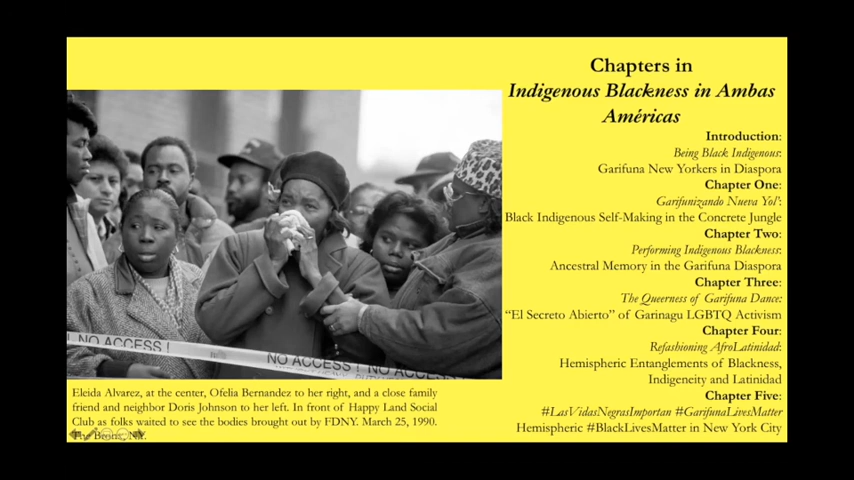 Chapters in
Indigenous Blackness in Ambas
Américas
Introduction:
Being Black Indigenous:
Garifuna New Yorkers in Diaspora
Chapter One:
Garifunizando Nueva Yol':
Black Indigenous Self-Making in the Concrete Jungle
Chapter Two:
Performing Indigenous Blackness:
Ancestral Memory in the Garifuna Diaspora
Chapter Three:
The Queerness of Garifuna Dance:
“El Secreto Abierto” of Garinagu LGBTQ Activism
Chapter Four:
Refashioning AfroLatinidad:
Hemispheric Entanglements of Blackness,
Indigeneity and Latinidad
Chapter Five:
#LasVidasNegrasImportan #GarifunaLivesMatter
Hemispheric #BlackLivesMatter in New York City
NO ACCESS !
NO ACCESS ! NO ACCESS
Eleida Alvarez, at the center, Ofelia Bernandez to her right, and a close family
friend and neighbor Doris Johnson to her left. In front of Happy Land Social
Club as folks waited to see the bodies brought out by FDNY. March 25, 1990.
The Bronx, NY.